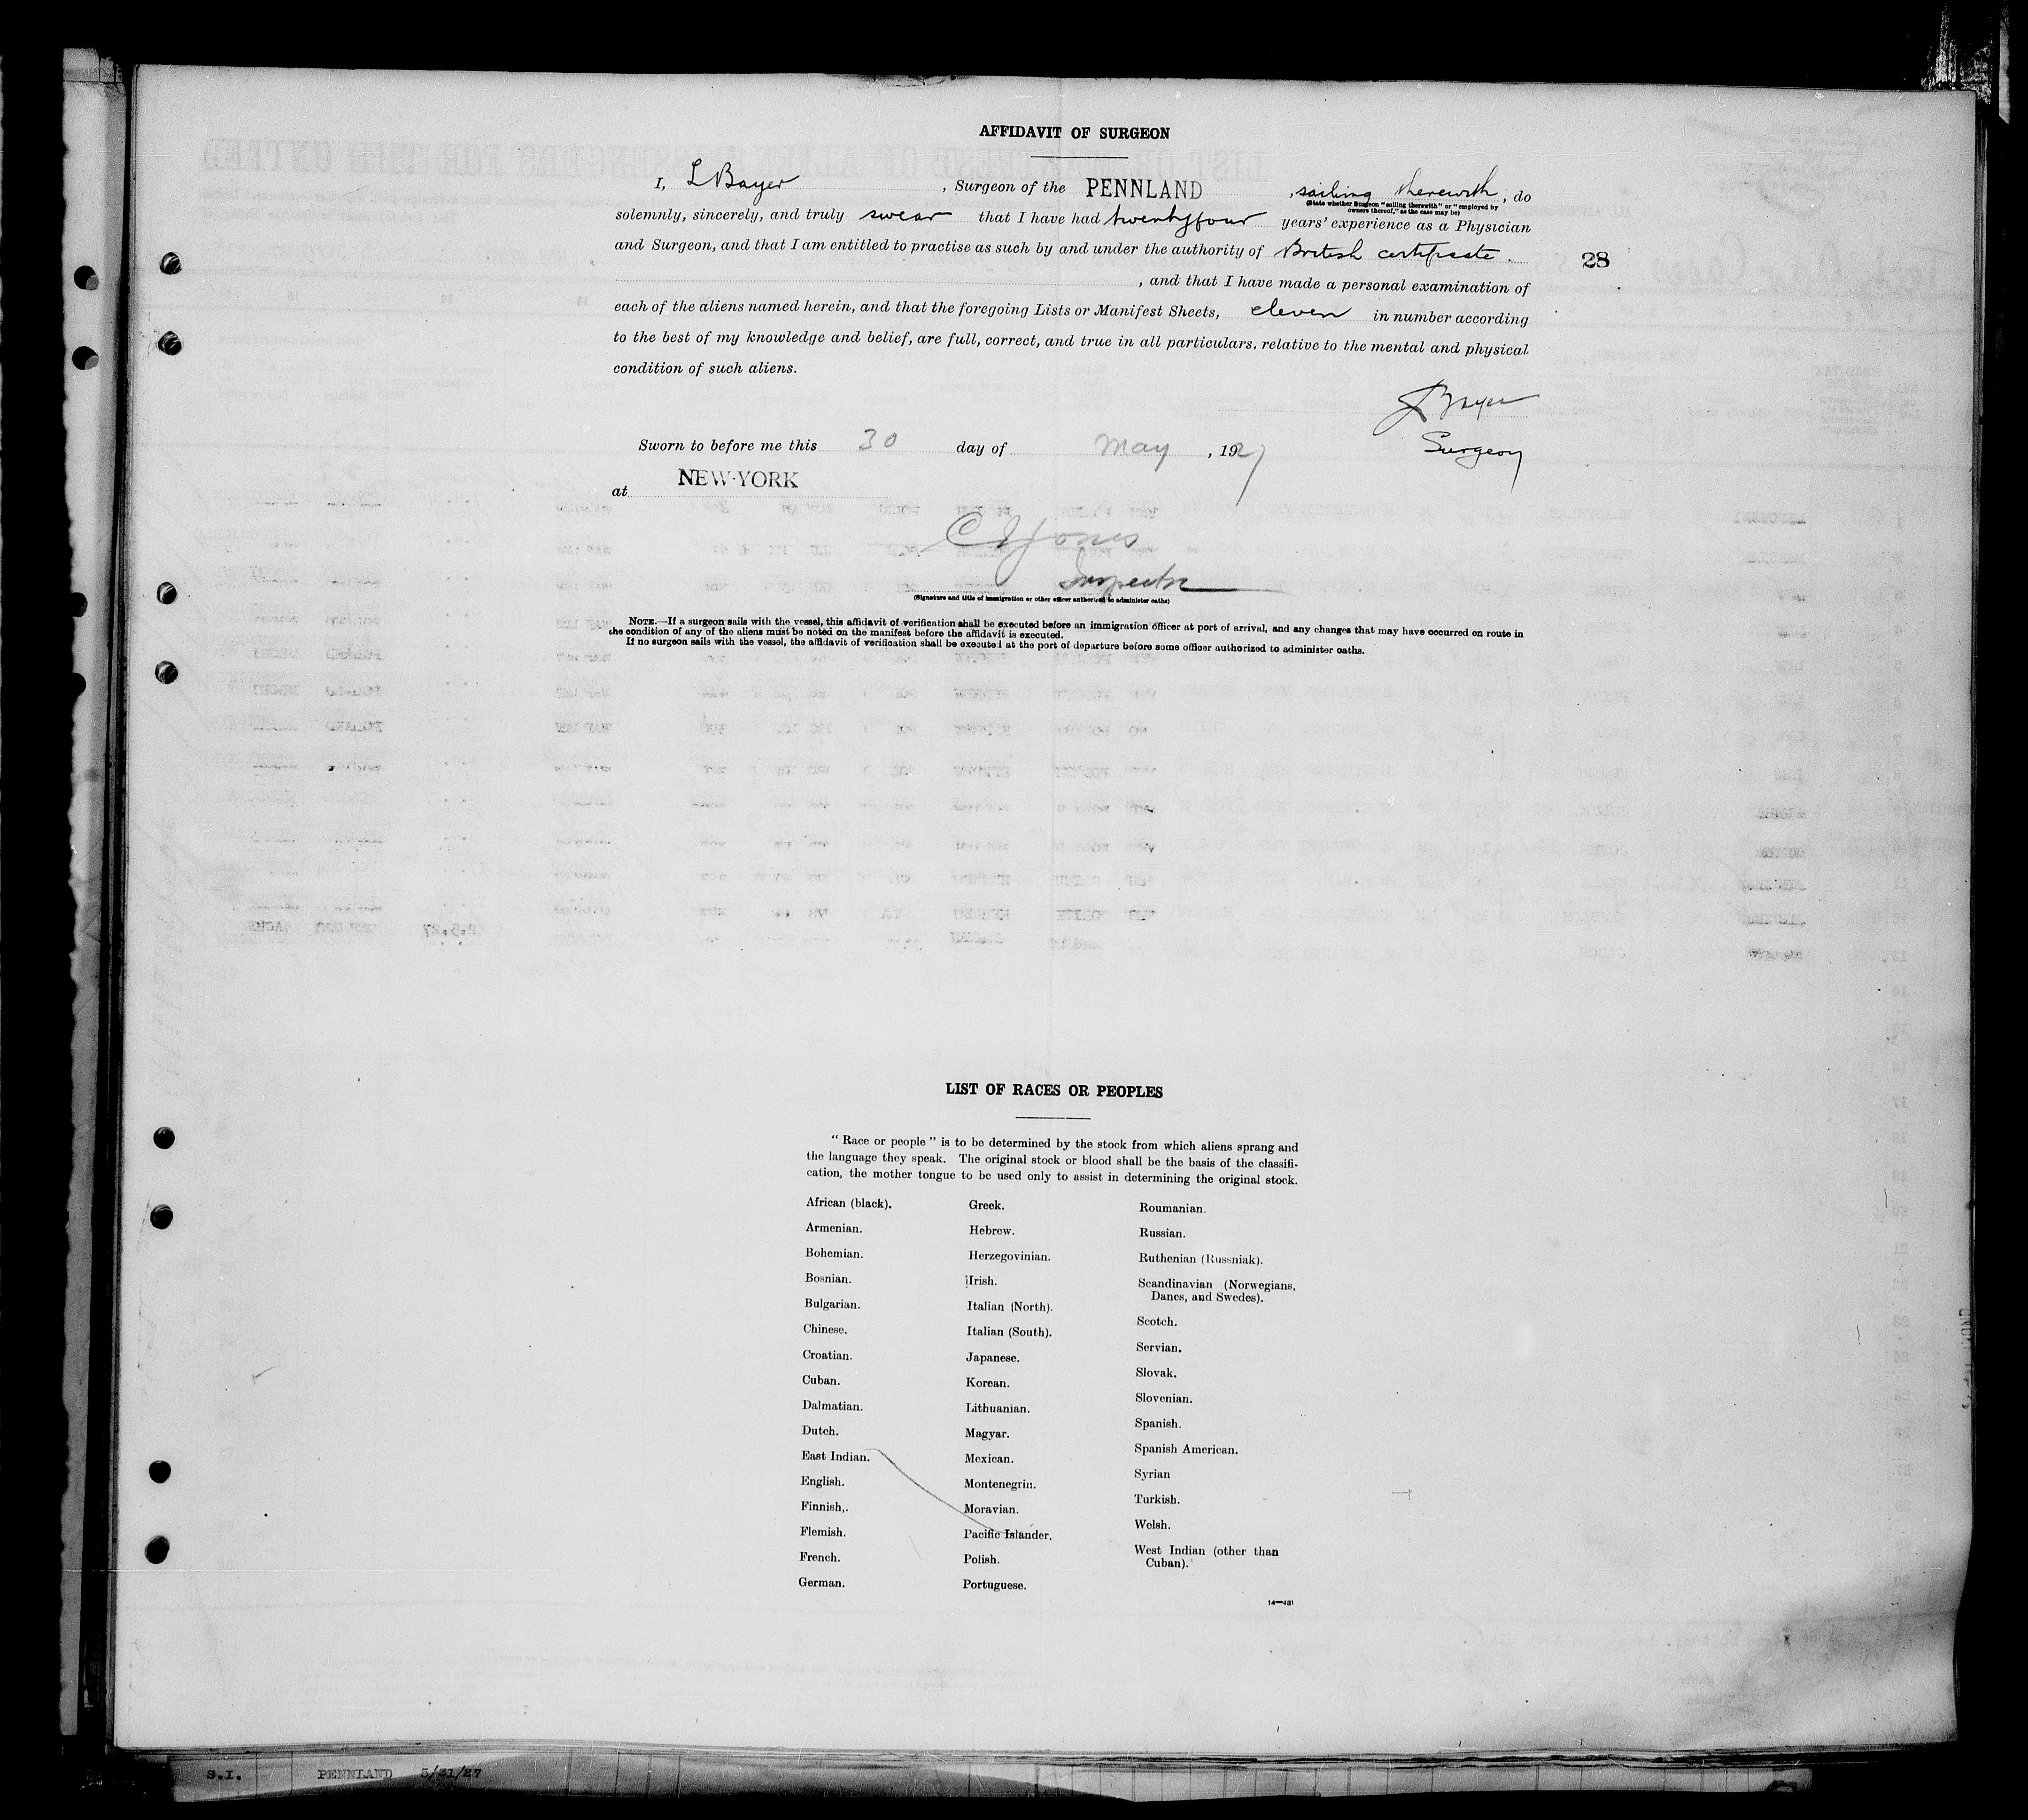 AFFIDAVIT OF SURGEON
I, L Bayer, Surgeon of the PENNLAND, sailing therewith, do
(State whether Surgeon "sailing therewith" or "employed by
owners thereof," as the case may be)
solemnly, sincerely, and truly swear that I have had twentyfour years' experience as a Physician
and Surgeon, and that I am entitled to practise as such by and under the authority of British certificate.
28
, and that I have made a personal examination of
each of the aliens named herein, and that the foregoing Lists or Manifest Sheets, eleven in number according
to the best of my knowledge and belief, are full, correct, and true in all particulars. relative to the mental and physical
condition of such aliens.
L Bayer
Surgeon
Sworn to before me this 30 day of May, 1927
at NEW-YORK
Jones
Inspector
(Signature and title of immigration or other officer authorized to administer oaths)
NOTE.—If a surgeon sails with the vessel, this affidavit of verification shall be executed before an immigration officer at port of arrival, and any changes that may have occurred en route in
the condition of any of the aliens must be noted on the manifest before the affidavit is executed.
If no surgeon sails with the vessel, the affidavit of verification shall be executed at the port of departure before some officer authorized to administer oaths.
LIST OF RACES OR PEOPLES
"Race or people" is to be determined by the stock from which aliens sprang and
the language they speak. The original stock or blood shall be the basis of the classifi-
cation, the mother tongue to be used only to assist in determining the original stock.
African (black).
Armenian.
Bohemian.
Bosnian.
Bulgarian.
Chinese.
Croatian.
Cuban.
Dalmatian.
Dutch.
East Indian.
English.
Finnish,.
Flemish.
French.
German.
Greek.
Hebrew.
Herzegovinian.
Irish.
Italian (North).
Italian (South).
Japanese.
Korean.
Lithuanian.
Magyar.
Mexican.
Montenegrin.
Moravian.
Pacific Islander.
Polish.
Portuguese.
Roumanian.
Russian.
Ruthenian (Russniak).
Scandinavian (Norwegians,
Danes, and Swedes).
Scotch.
Servian.
Slovak.
Slovenian.
Spanish.
Spanish American.
Syrian
Turkish.
Welsh.
West Indian (other than
Cuban).
14—431
S.I. PENNLAND 5/31/27